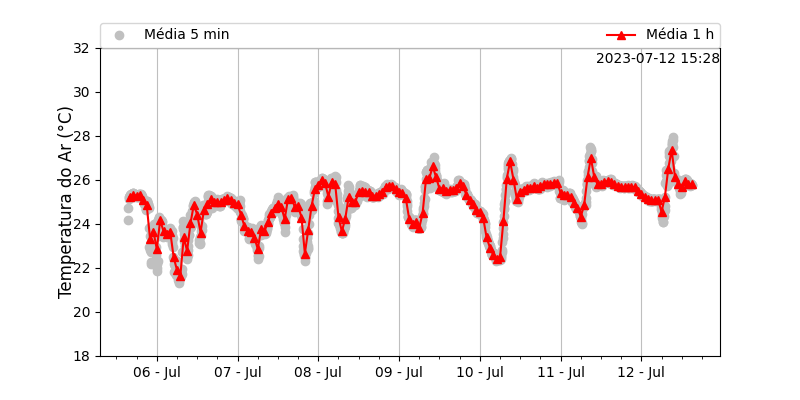 Média 5 min
Média 1 h
2023-07-12 15:28
Temperatura do Ar (°C)
32
30
28
26
24
22
20
18
06 - Jul
07 - Jul
08 - Jul
09 - Jul
10 - Jul
11 - Jul
12 - Jul